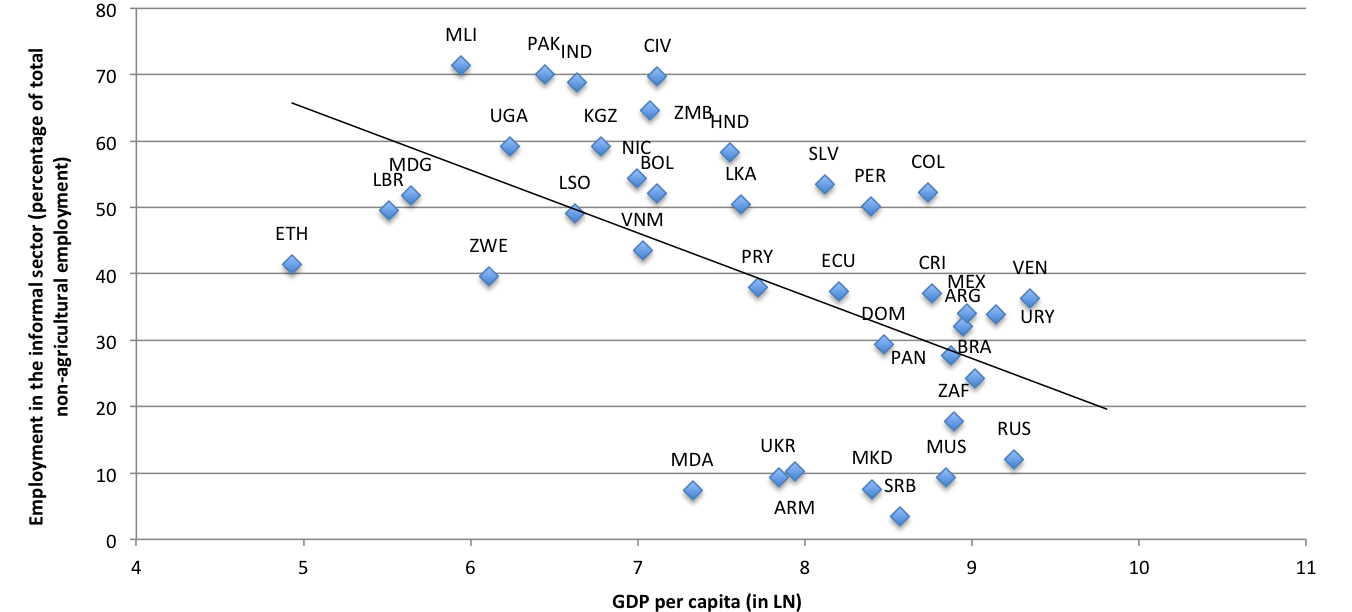 80
MLI
PAK
IND
CIV
70
ZMB
HND
UGA
KGZ
60
NIC
BOL
SLV
MDG
LBR
LSO
LKA
PER
COL
50
VNM
ETH
ZWE
PRY
ECU
CRI
VEN
40
MEX
ARG
DOM
URY
30
PAN
BRA
ZAF
20
MUS
RUS
UKR
MDA
MKD
SRB
10
ARM
0
4
5
6
7
8
9
10
11
GDP per capita (in LN)
Employment in the informal sector (percentage of total
non-agricultural employment)